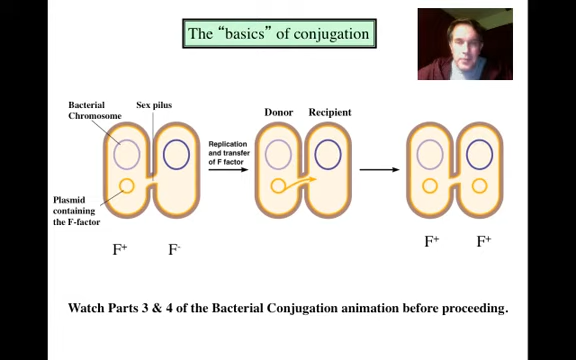 The “basics” of conjugation
Bacterial
Chromosome
Sex pilus
Donor
Recipient
Replication
and transfer
of F factor
Plasmid
containing
the F-factor
F+
F-
F+
F+
Watch Parts 3 & 4 of the Bacterial Conjugation animation before proceeding.